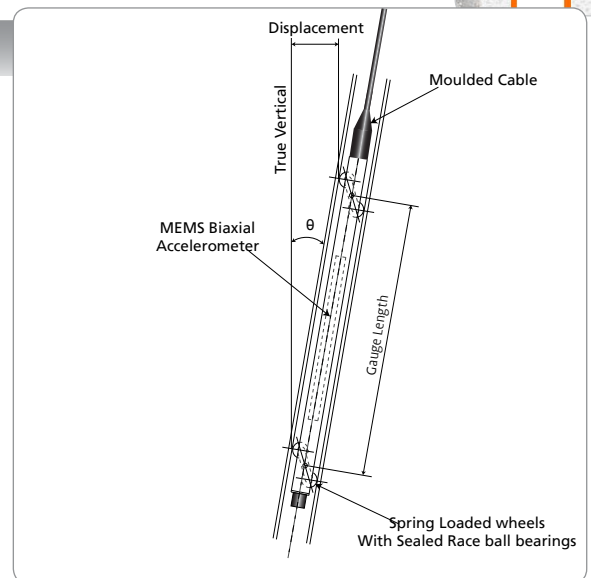 Displacement
Moulded Cable
True Vertical
θ
MEMS Biaxial
Accelerometer
Gauge Length
Spring Loaded wheels
With Sealed Race ball bearings